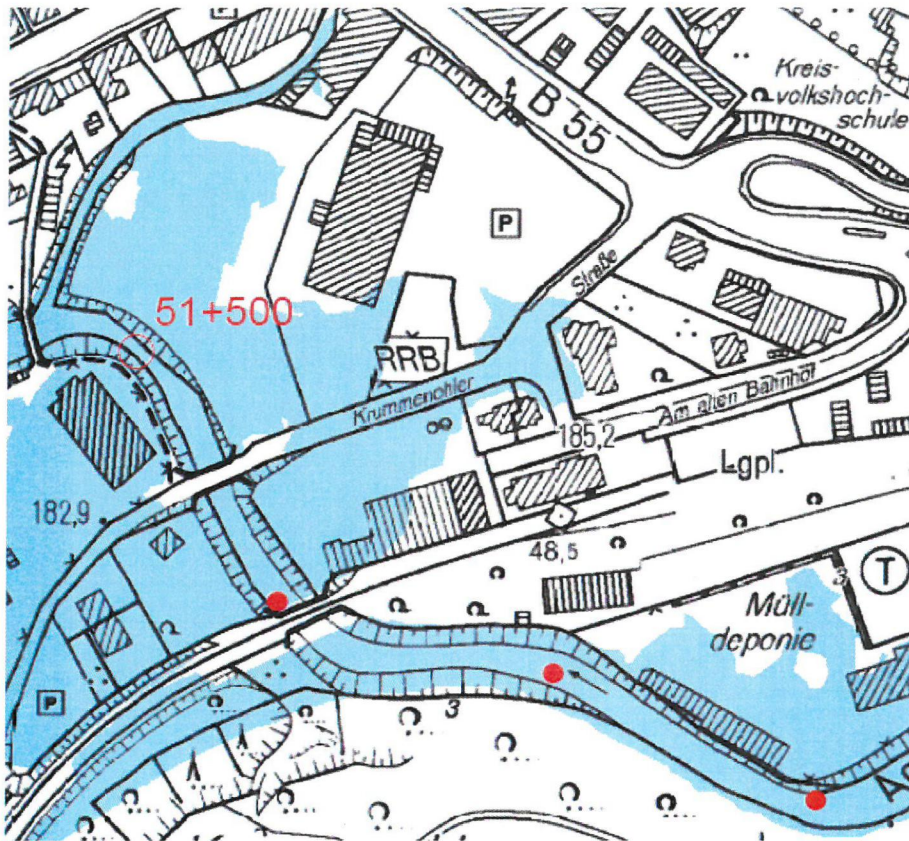 P
B 55
Kreis-
volkshoch-
schule
P
Straße
51+500
RRB
Krummenohler
Am alten Bahnhof
185,2
Lgpl.
182,9
48,5
3
T
Müll-
deponie
P
3